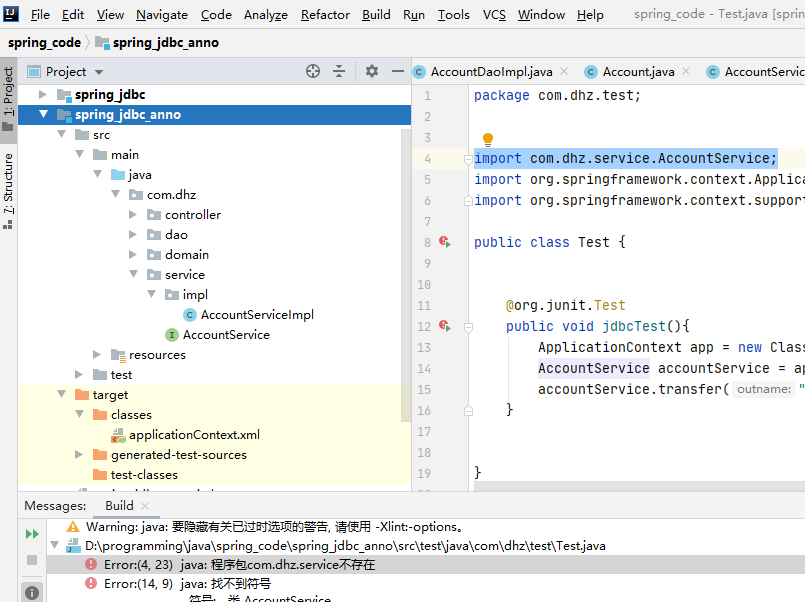 File Edit View Navigate Code Analyze Refactor Build Run Tools VCS Window Help spring_code - Test.java [sprin
spring_code spring_jdbc_anno
1: Project
7: Structure
Project
spring_jdbc
spring_jdbc_anno
src
main
java
com.dhz
controller
dao
domain
service
impl
AccountServiceImpl
AccountService
resources
test
target
classes
applicationContext.xml
generated-test-sources
test-classes
AccountDaoImpl.java Account.java AccountServic
1 package com.dhz.test;
2
3
4 import com.dhz.service.AccountService;
5 import org.springframework.context.Applica
6 import org.springframework.context.support
7
8 public class Test {
9
10
11 @org.junit.Test
12 public void jdbcTest(){
13 ApplicationContext app = new Class
14 AccountService accountService = ap
15 accountService.transfer( outname: "
16 }
17
18
19 }
Messages: Build
Warning: java: 要隐藏有关已过时选项的警告, 请使用 -Xlint:-options。
D:\programming\java\spring_code\spring_jdbc_anno\src\test\java\com\dhz\test\Test.java
Error:(4, 23) java: 程序包com.dhz.service不存在
Error:(14, 9) java: 找不到符号
符号: 类 AccountService